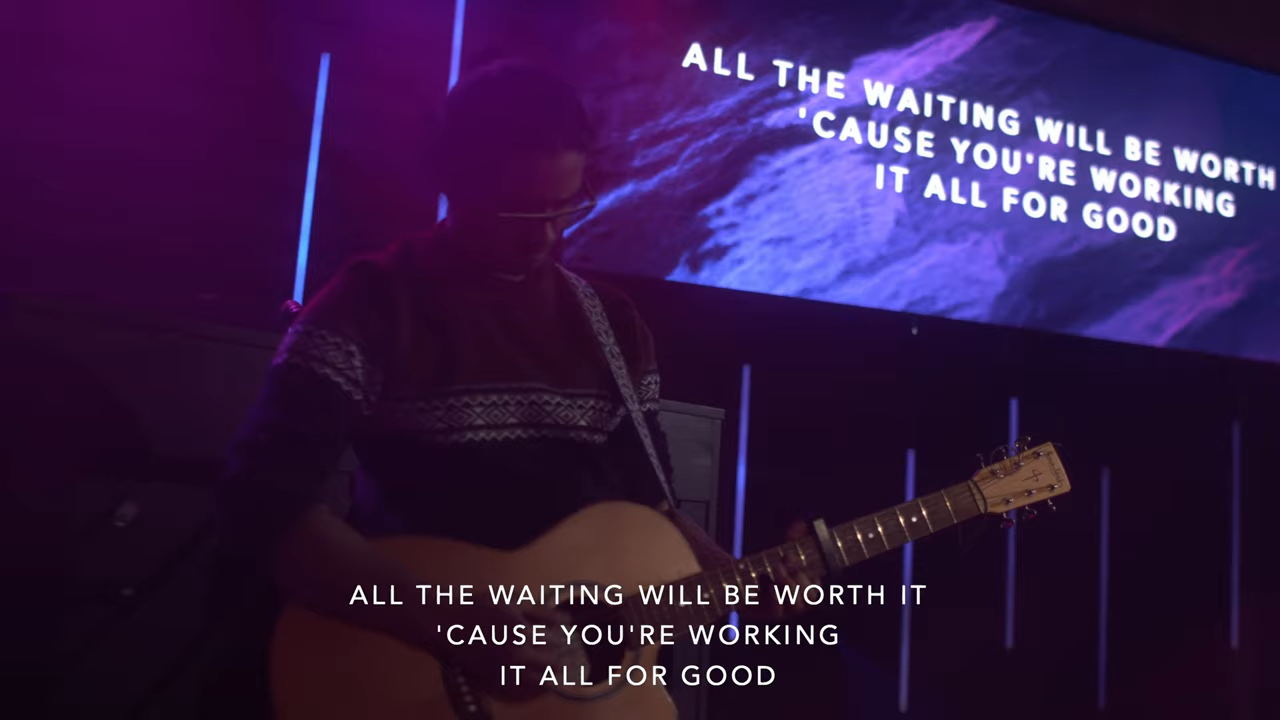 ALL THE WAITING WILL BE WORTH
'CAUSE YOU'RE WORKING
IT ALL FOR GOOD
ALL THE WAITING WILL BE WORTH IT
'CAUSE YOU'RE WORKING
IT ALL FOR GOOD